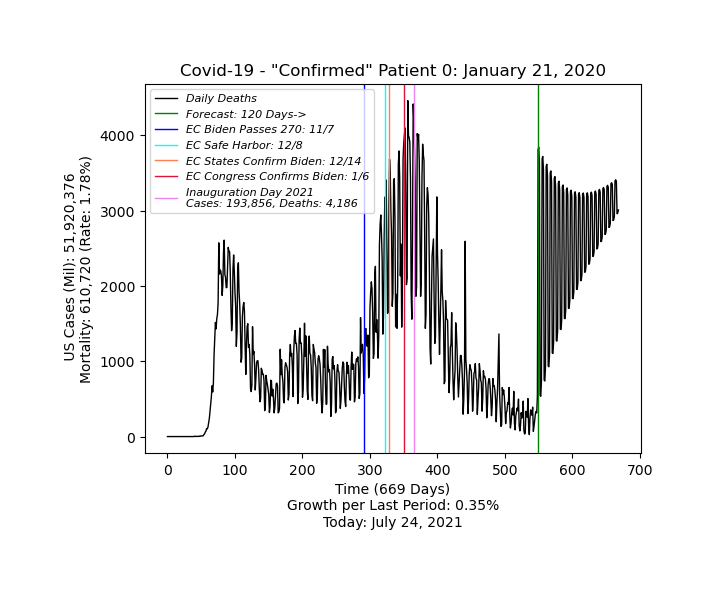 Covid-19 - "Confirmed" Patient 0: January 21, 2020
Daily Deaths
Forecast: 120 Days->
EC Biden Passes 270: 11/7
EC Safe Harbor: 12/8
EC States Confirm Biden: 12/14
EC Congress Confirms Biden: 1/6
Inauguration Day 2021
Cases: 193,856, Deaths: 4,186
4000
3000
2000
1000
0
US Cases (Mil): 51,920,376
Mortality: 610,720 (Rate: 1.78%)
0 100 200 300 400 500 600 700
Time (669 Days)
Growth per Last Period: 0.35%
Today: July 24, 2021